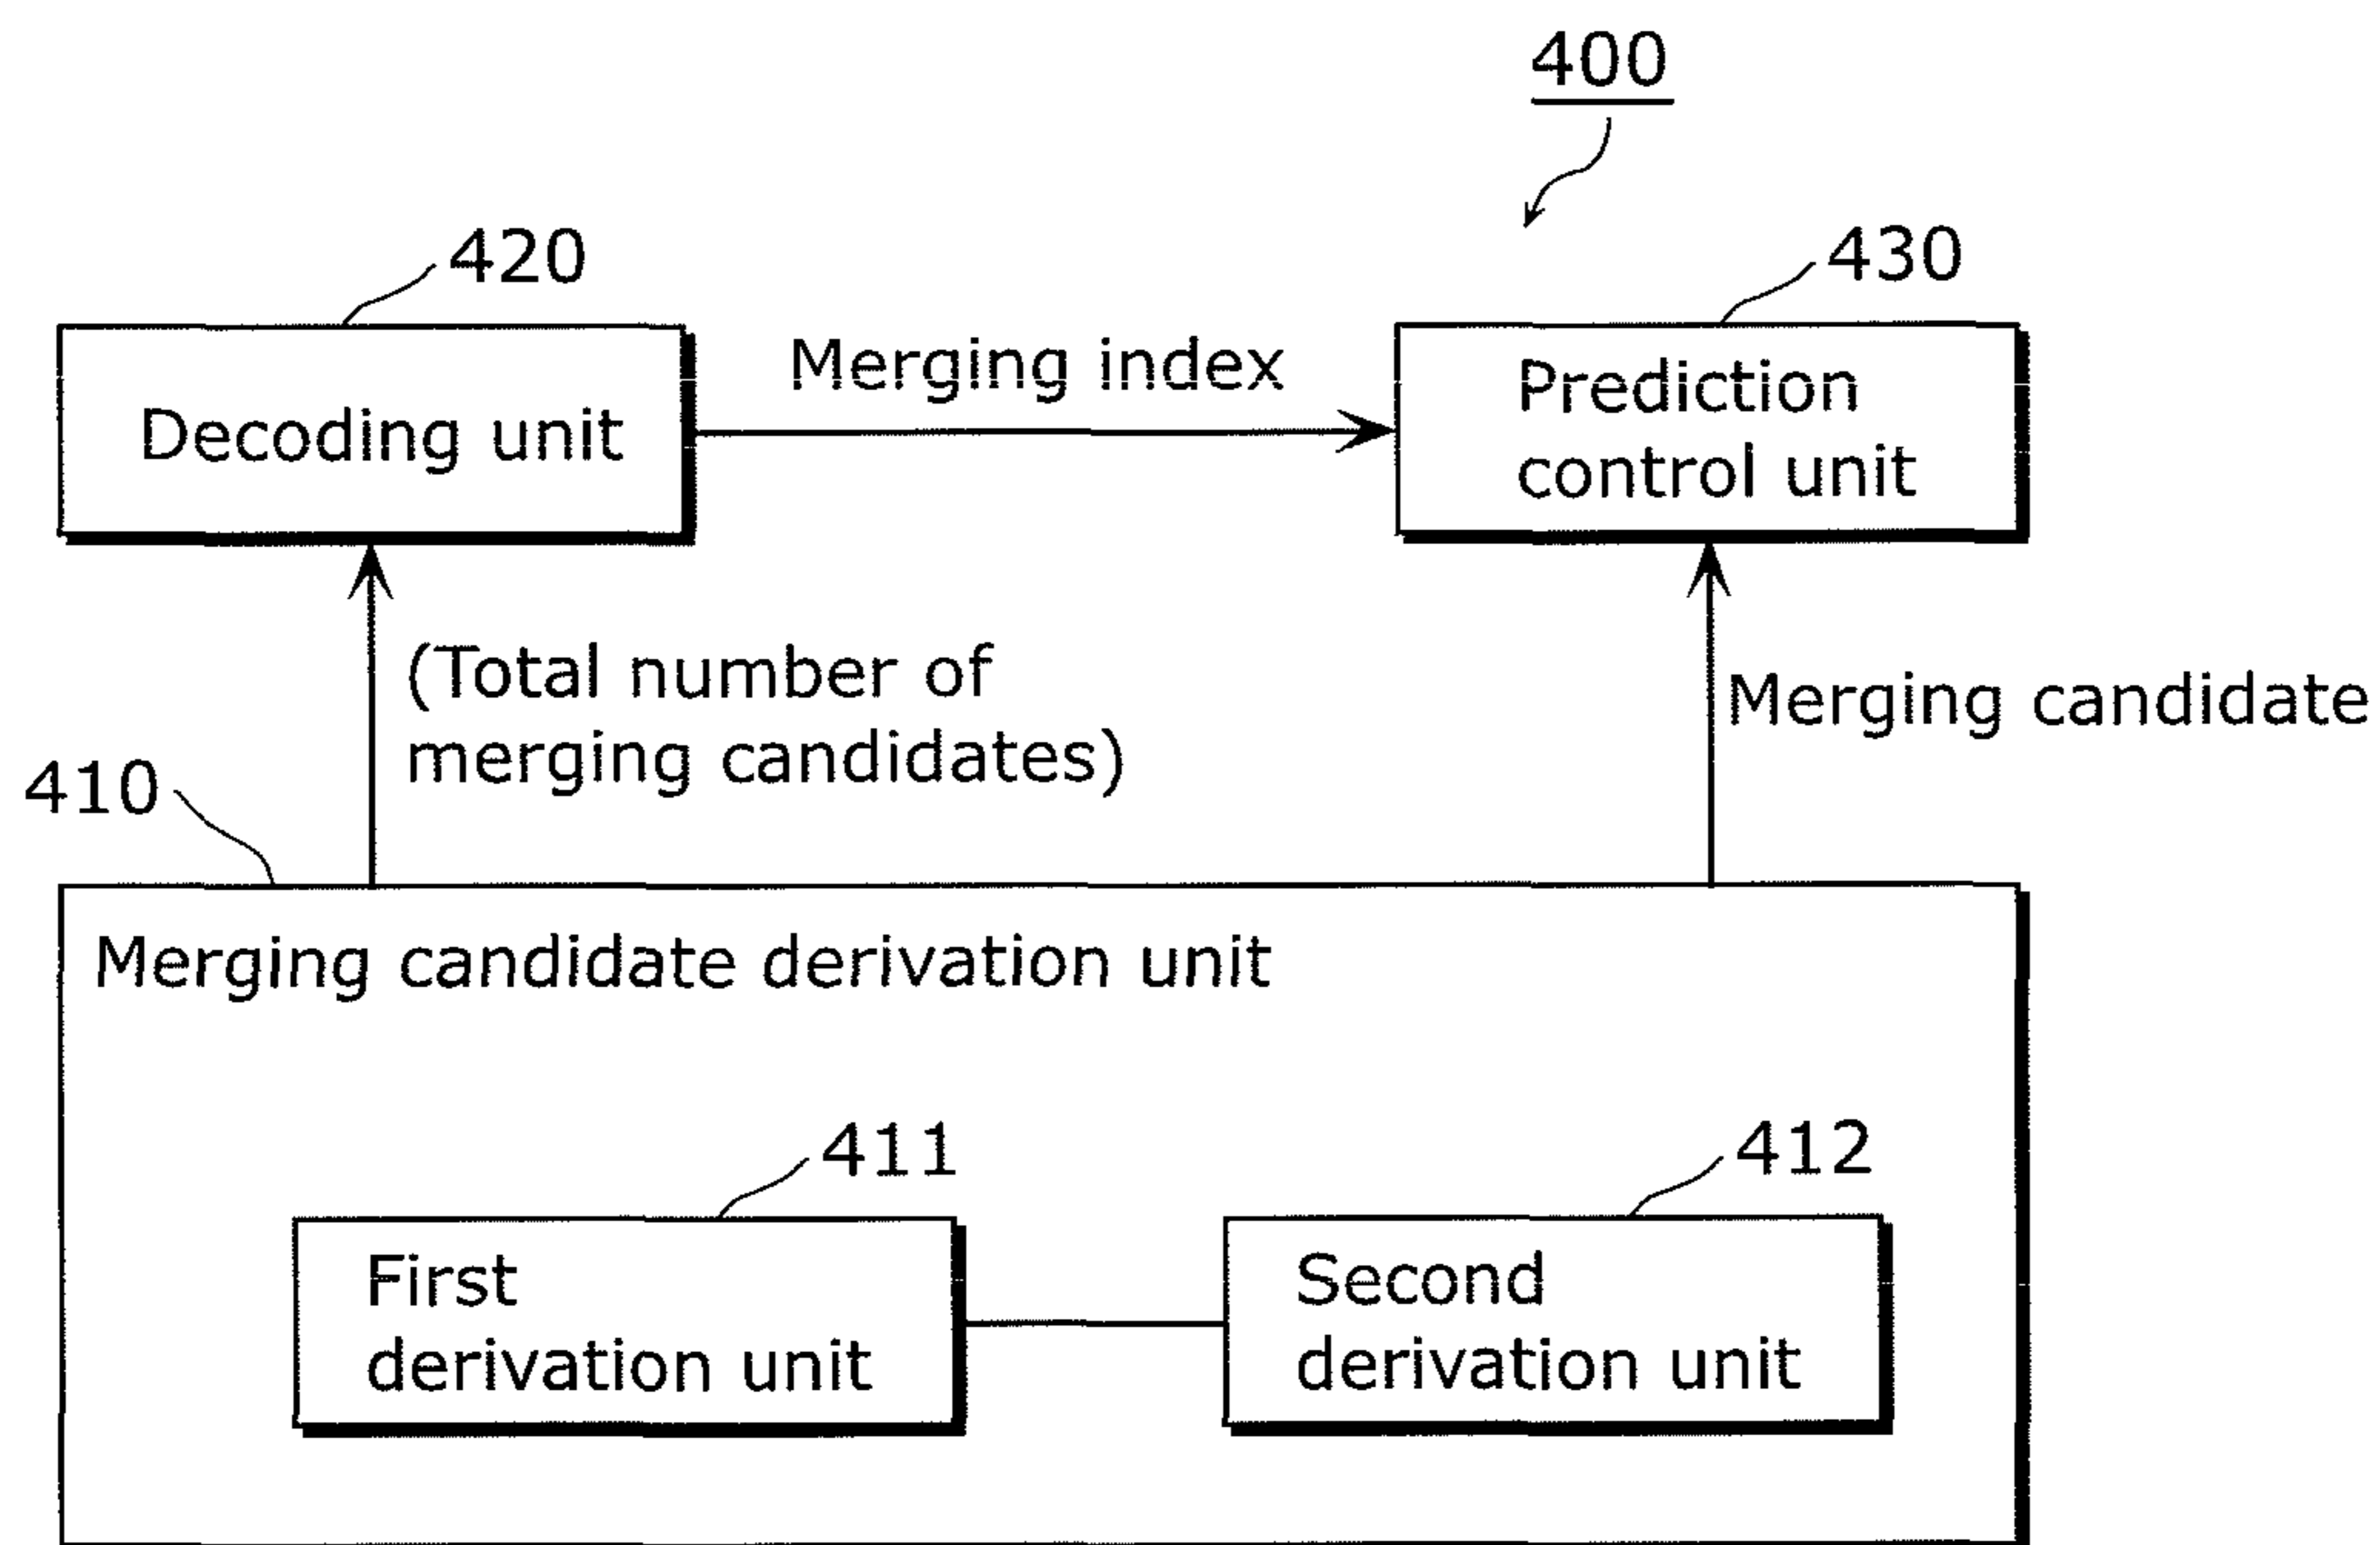 400
420
430
Decoding unit
Merging index
Prediction
control unit
(Total number of
merging candidates)
Merging candidate
410
Merging candidate derivation unit
411
412
First
derivation unit
Second
derivation unit